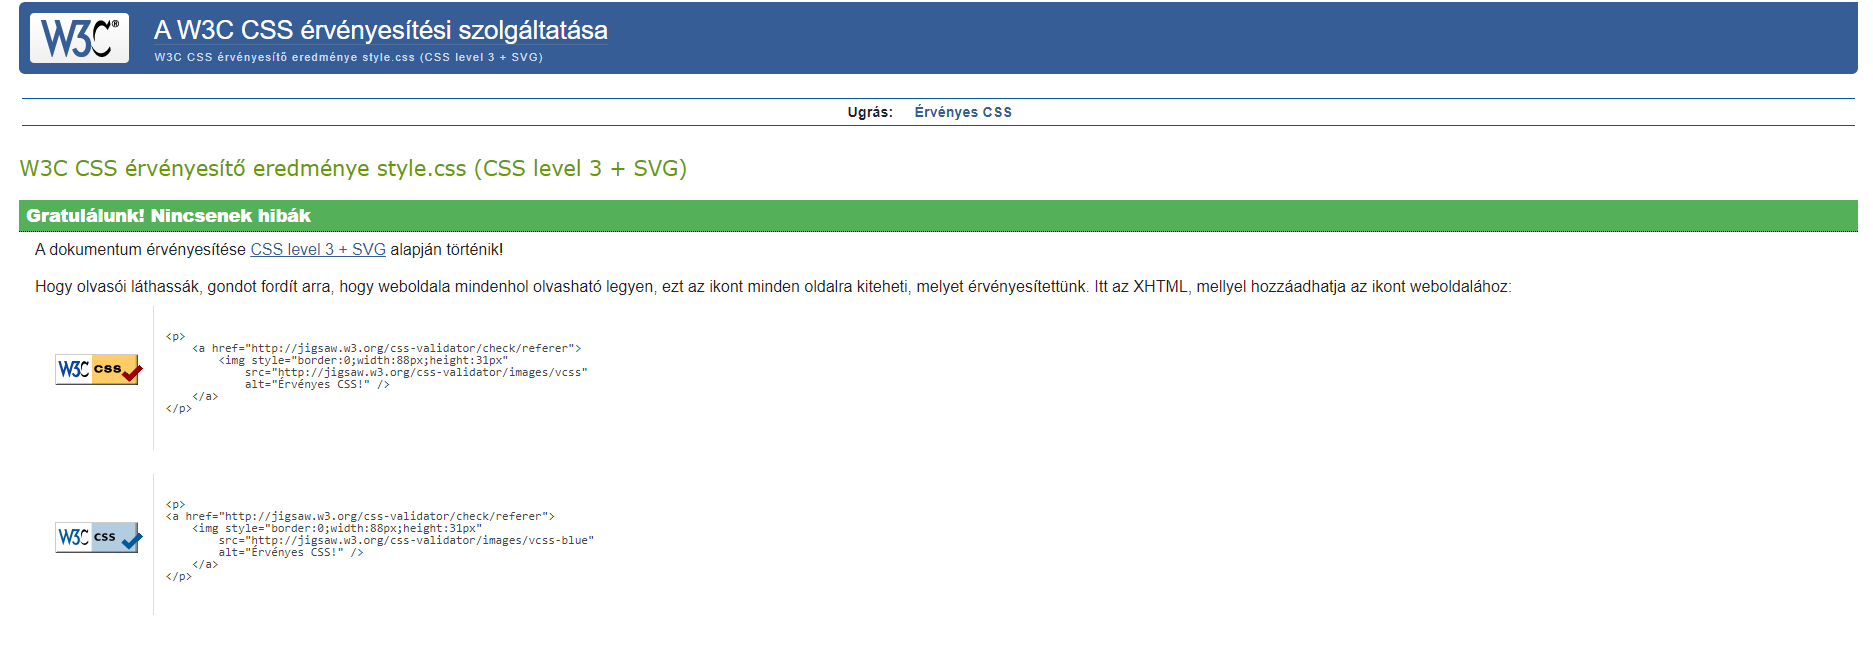 W3C®
A W3C CSS érvényesítési szolgáltatása
W3C CSS érvényesítő eredménye style.css (CSS level 3 + SVG)
Ugrás: Érvényes CSS
W3C CSS érvényesítő eredménye style.css (CSS level 3 + SVG)
Gratulálunk! Nincsenek hibák
A dokumentum érvényesítése CSS level 3 + SVG alapján történik!
Hogy olvasói láthassák, gondot fordít arra, hogy weboldala mindenhol olvasható legyen, ezt az ikont minden oldalra kiteheti, melyet érvényesítettünk. Itt az XHTML, mellyel hozzáadhatja az ikont weboldalához:
W3C css
<p>
<a href="http://jigsaw.w3.org/css-validator/check/referer">
<img style="border:0;width:88px;height:31px"
src="http://jigsaw.w3.org/css-validator/images/vcss"
alt="Érvényes CSS!" />
</a>
</p>
W3C css
<p>
<a href="http://jigsaw.w3.org/css-validator/check/referer">
<img style="border:0;width:88px;height:31px"
src="http://jigsaw.w3.org/css-validator/images/vcss-blue"
alt="Érvényes CSS!" />
</a>
</p>